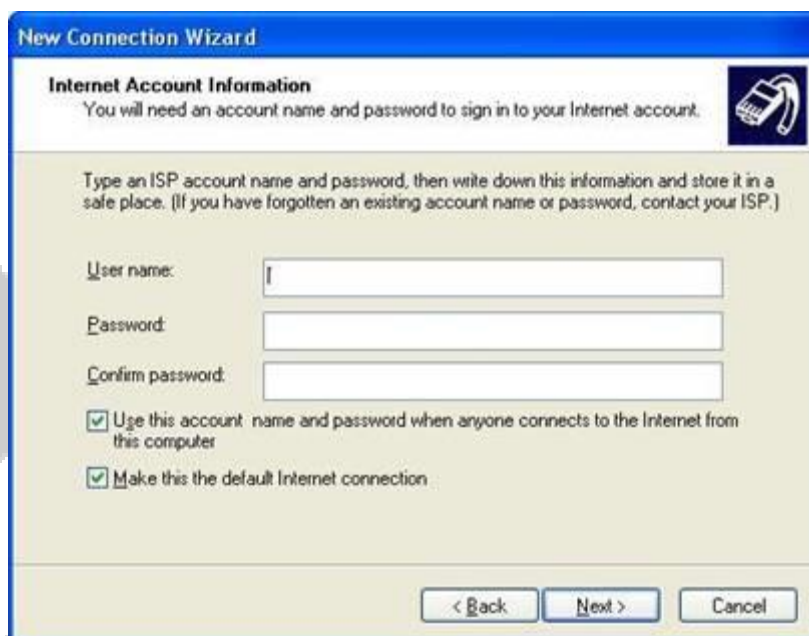 New Connection Wizard
Internet Account Information
You will need an account name and password to sign in to your Internet account.
Type an ISP account name and password, then write down this information and store it in a
safe place. (If you have forgotten an existing account name or password, contact your ISP.)
User name:
Password:
Confirm password:
Use this account name and password when anyone connects to the Internet from
this computer
Make this the default Internet connection
< Back Next > Cancel